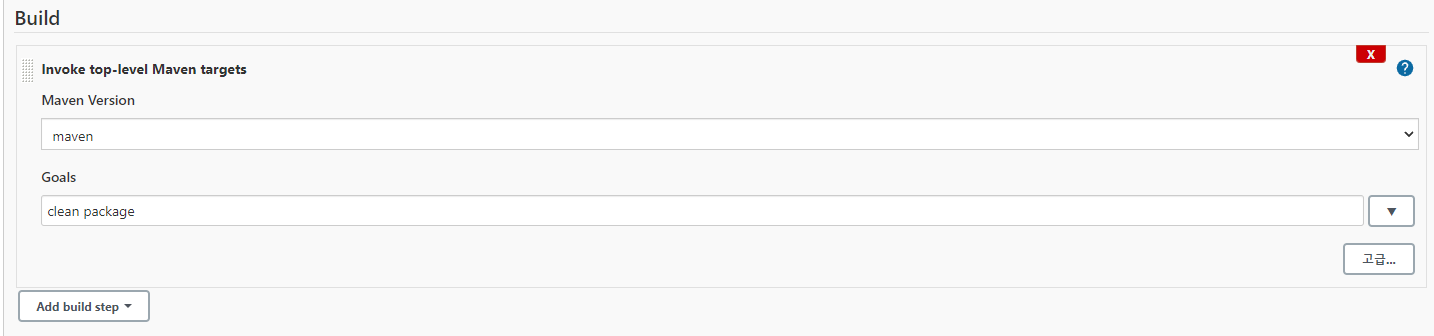 Build
X
Invoke top-level Maven targets
?
Maven Version
maven
Goals
clean package
▼
고급...
Add build step